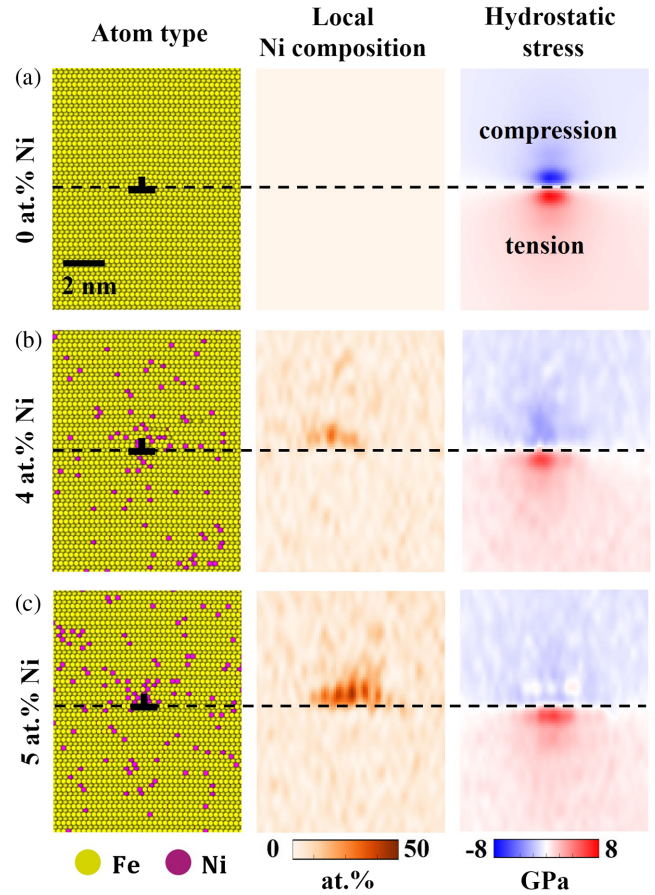 Atom type
Local
Ni composition
Hydrostatic
stress
(a)
0 at.% Ni
2 nm
compression
tension
(b)
4 at.% Ni
(c)
5 at.% Ni
Fe
Ni
0
50
at.%
-8
8
GPa